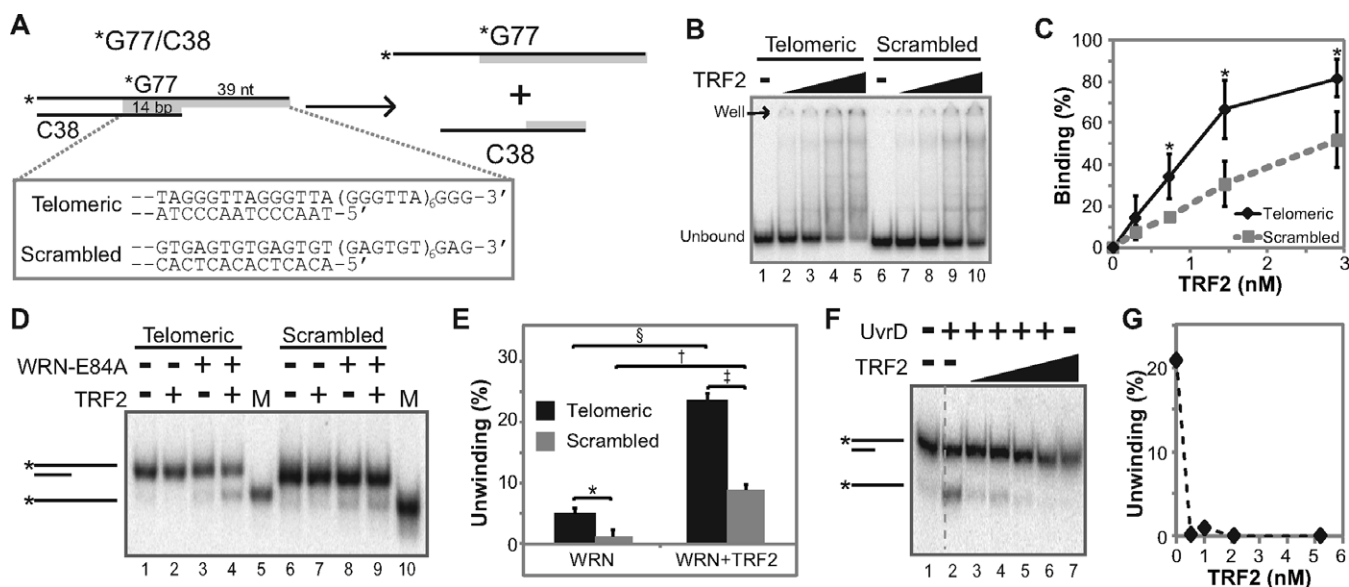 A
*G77/C38
*G77
*
39 nt
14 bp
C38
*
*G77
+
C38
Telomeric
--TAGGGTTAGGGTTA(GGGTTA)6GGG-3′
--ATCCCAATCCCAAT-5′
Scrambled
--GTGAGTGTGAGTGT(GAGTGT)6GAG-3′
--CACTCACACTCACA-5′
B
Telomeric Scrambled
TRF2 - -
Well
Unbound
1 2 3 4 5 6 7 8 9 10
C
Binding (%)
100
80
60
40
20
0
* * *
Telomeric
Scrambled
0 1 2 3
TRF2 (nM)
D
Telomeric Scrambled
WRN-E84A - - + + - - + +
TRF2 - + - + M - + - + M
*
*
1 2 3 4 5 6 7 8 9 10
E
Unwinding (%)
30
20
10
0
§
†
‡
*
Telomeric
Scrambled
WRN WRN+TRF2
F
UvrD - + + + + + -
TRF2 - -
*
*
1 2 3 4 5 6 7
G
Unwinding (%)
20
10
0
0 1 2 3 4 5 6
TRF2 (nM)